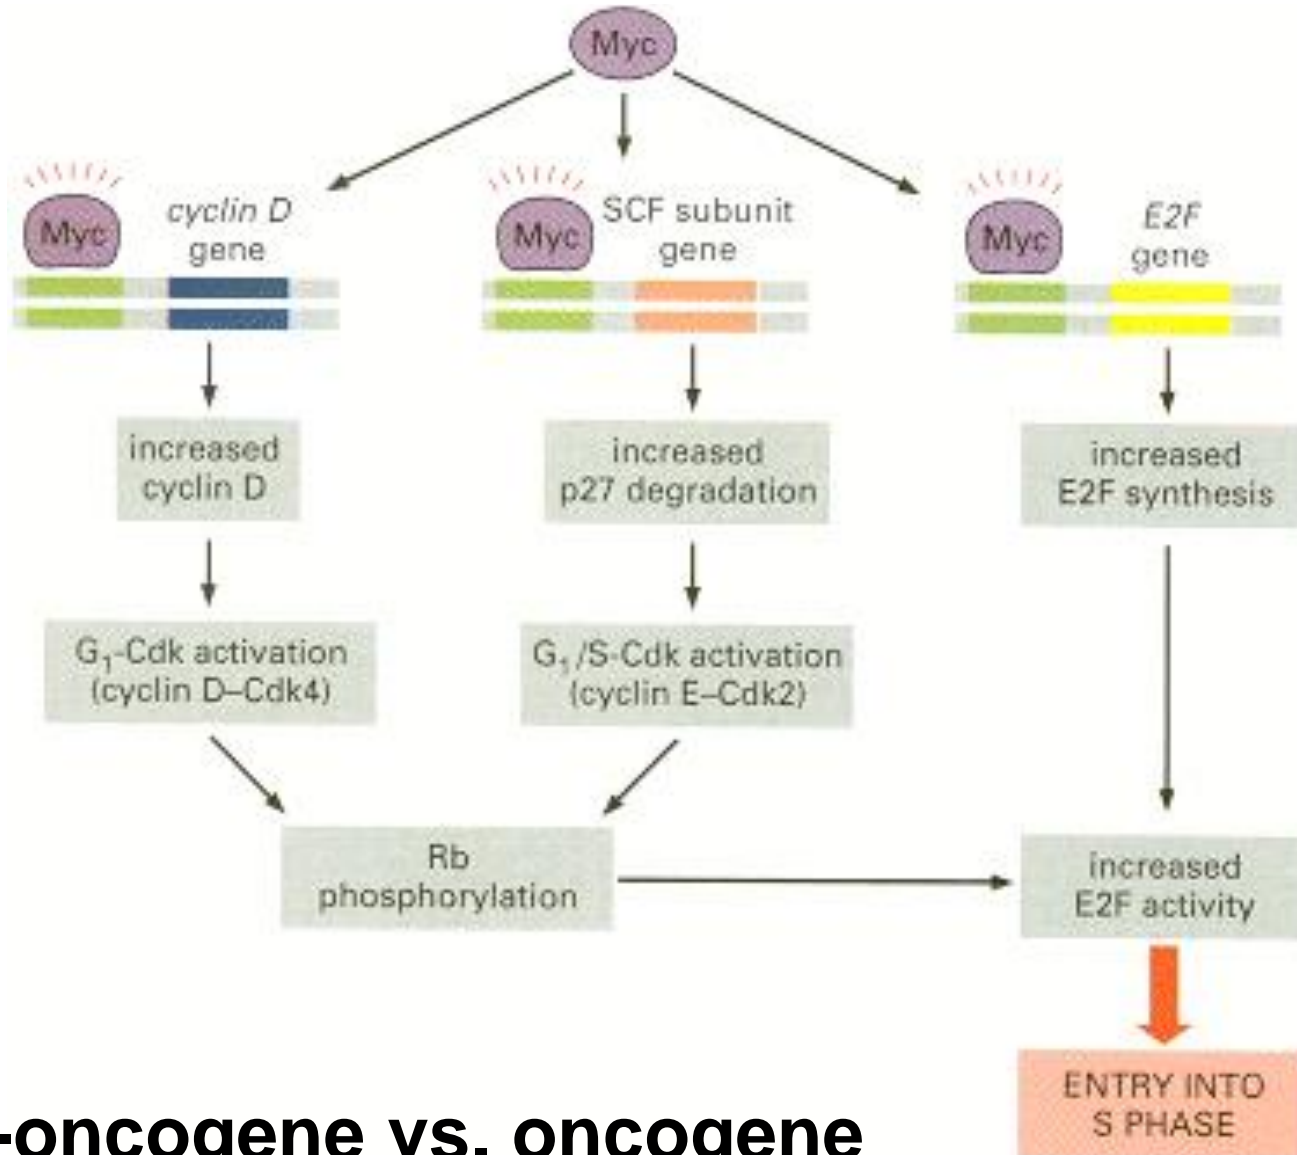 Myc
Myc
cyclin D
gene
Myc
SCF subunit
gene
Myc
E2F
gene
increased
cyclin D
increased
p27 degradation
increased
E2F synthesis
G₁-Cdk activation
(cyclin D–Cdk4)
G₁/S-Cdk activation
(cyclin E–Cdk2)
Rb
phosphorylation
increased
E2F activity
ENTRY INTO
S PHASE
-oncogene vs. oncogene